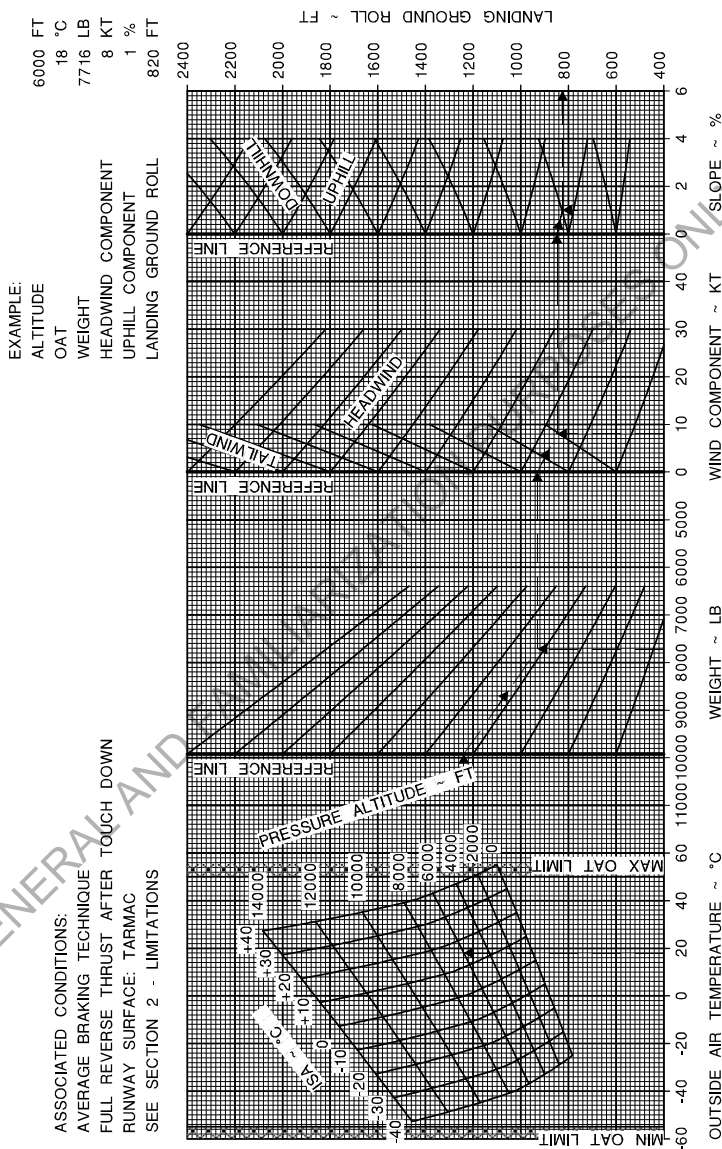 EXAMPLE:
ALTITUDE 6000 FT
OAT 18 °C
WEIGHT 7716 LB
HEADWIND COMPONENT 8 KT
UPHILL COMPONENT 1 %
LANDING GROUND ROLL 820 FT
ASSOCIATED CONDITIONS:
AVERAGE BRAKING TECHNIQUE
FULL REVERSE THRUST AFTER TOUCH DOWN
RUNWAY SURFACE: TARMAC
SEE SECTION 2 - LIMITATIONS
LANDING GROUND ROLL ~ FT
2400
2200
2000
1800
1600
1400
1200
1000
800
600
400
MIN OAT LIMIT
MAX OAT LIMIT
ISA ~ °C
-40
-30
-20
-10
0
+10
+20
+30
+40
PRESSURE ALTITUDE ~ FT
14000
12000
10000
8000
6000
4000
2000
0
REFERENCE LINE
REFERENCE LINE
TAILWIND
HEADWIND
REFERENCE LINE
DOWNHILL
UPHILL
-60 -40 -20 0 20 40 60
OUTSIDE AIR TEMPERATURE ~ °C
11000 10000 9000 8000 7000 6000 5000
WEIGHT ~ LB
0 10 20 30 40
WIND COMPONENT ~ KT
0 2 4 6
SLOPE ~ %
GENERAL AND FAMILIARIZATION PURPOSES ONL